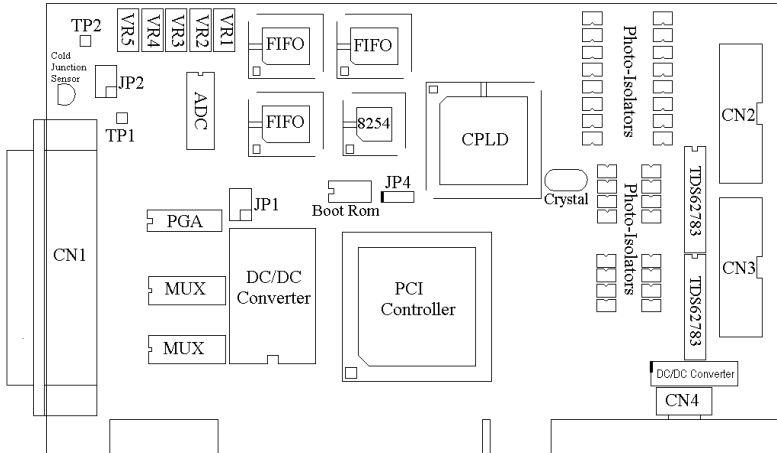 TP2
VR5
VR4
VR3
VR2
VR1
FIFO
FIFO
Photo-Isolators
Cold
Junction
Sensor
JP2
ADC
FIFO
8254
CPLD
CN2
TP1
TD862783
JP4
Boot Rom
Crystal
Photo-Isolators
JP1
PGA
CN1
DC/DC
Converter
PCI
Controller
CN3
MUX
MUX
TD862783
DC/DC Converter
CN4